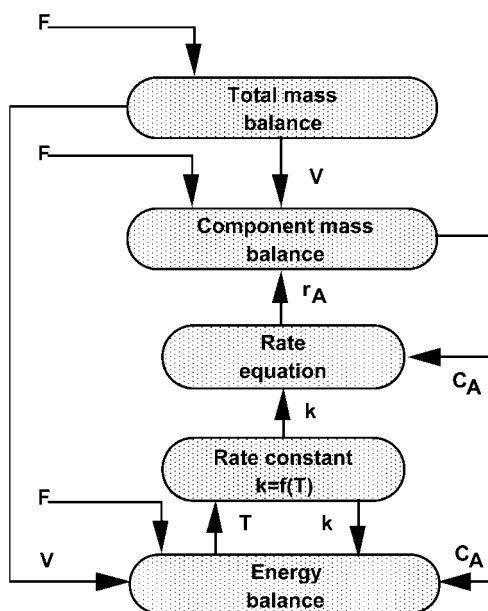 F
Total mass
balance
F
V
Component mass
balance
r_A
Rate
equation
C_A
k
Rate constant
k=f(T)
F
T
k
V
Energy
balance
C_A